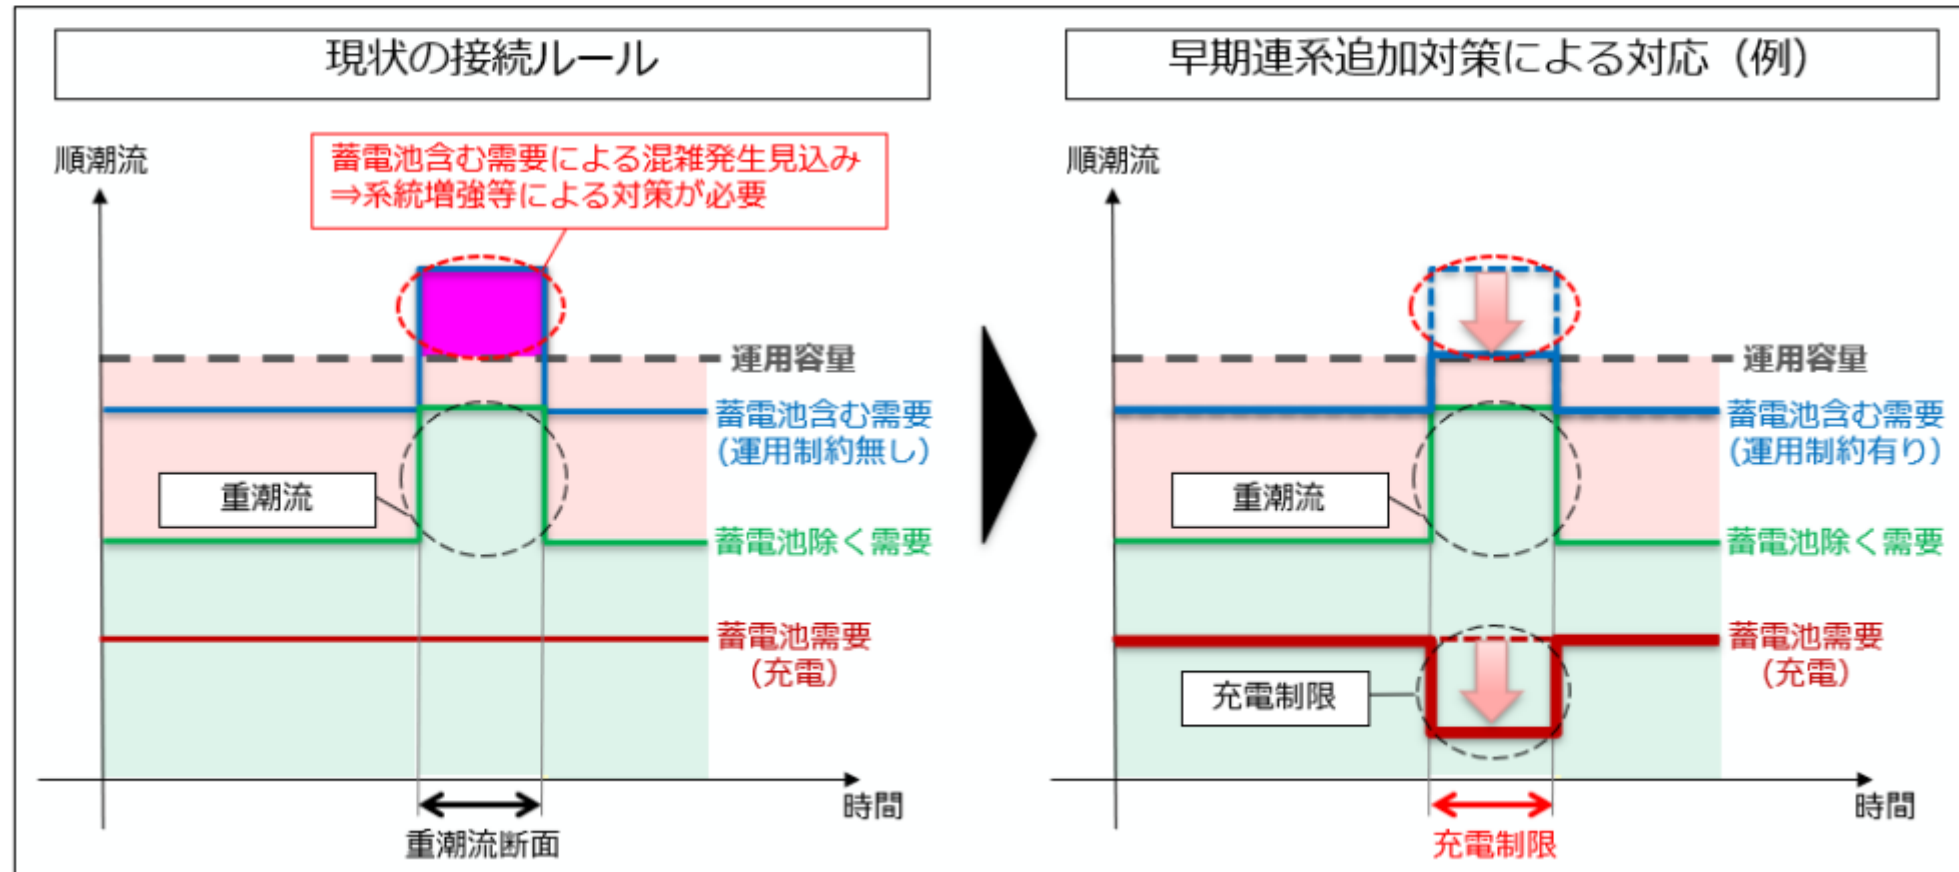 現状の接続ルール
順潮流
蓄電池含む需要による混雑発生見込み
⇒系統増強等による対策が必要
運用容量
蓄電池含む需要
(運用制約無し)
重潮流
蓄電池除く需要
蓄電池需要
(充電)
時間
重潮流断面
早期連系追加対策による対応（例）
順潮流
運用容量
蓄電池含む需要
(運用制約有り)
重潮流
蓄電池除く需要
蓄電池需要
(充電)
充電制限
時間
充電制限